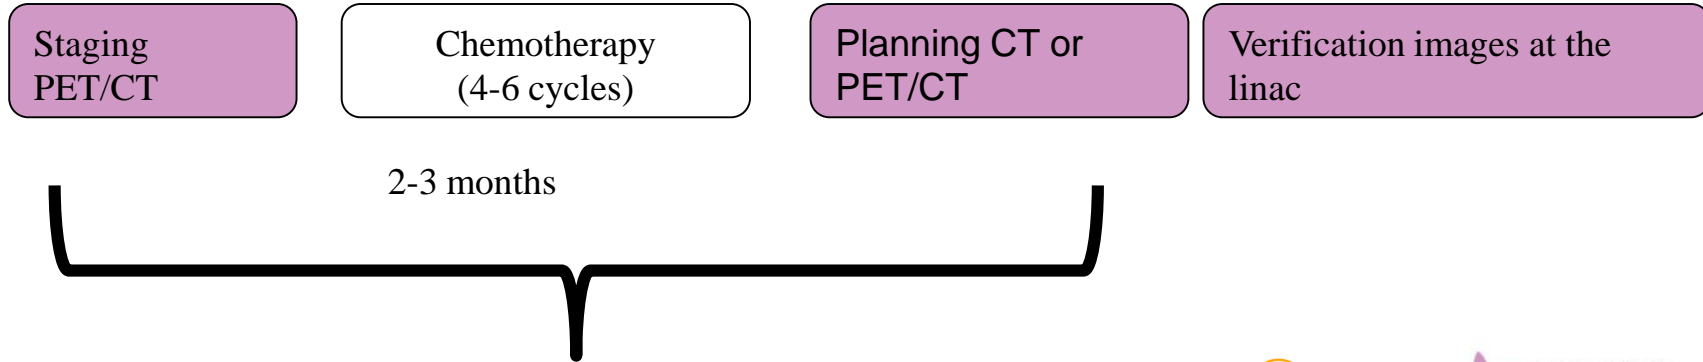 Staging
PET/CT
Chemotherapy
(4-6 cycles)
Planning CT or
PET/CT
Verification images at the
linac
2-3 months